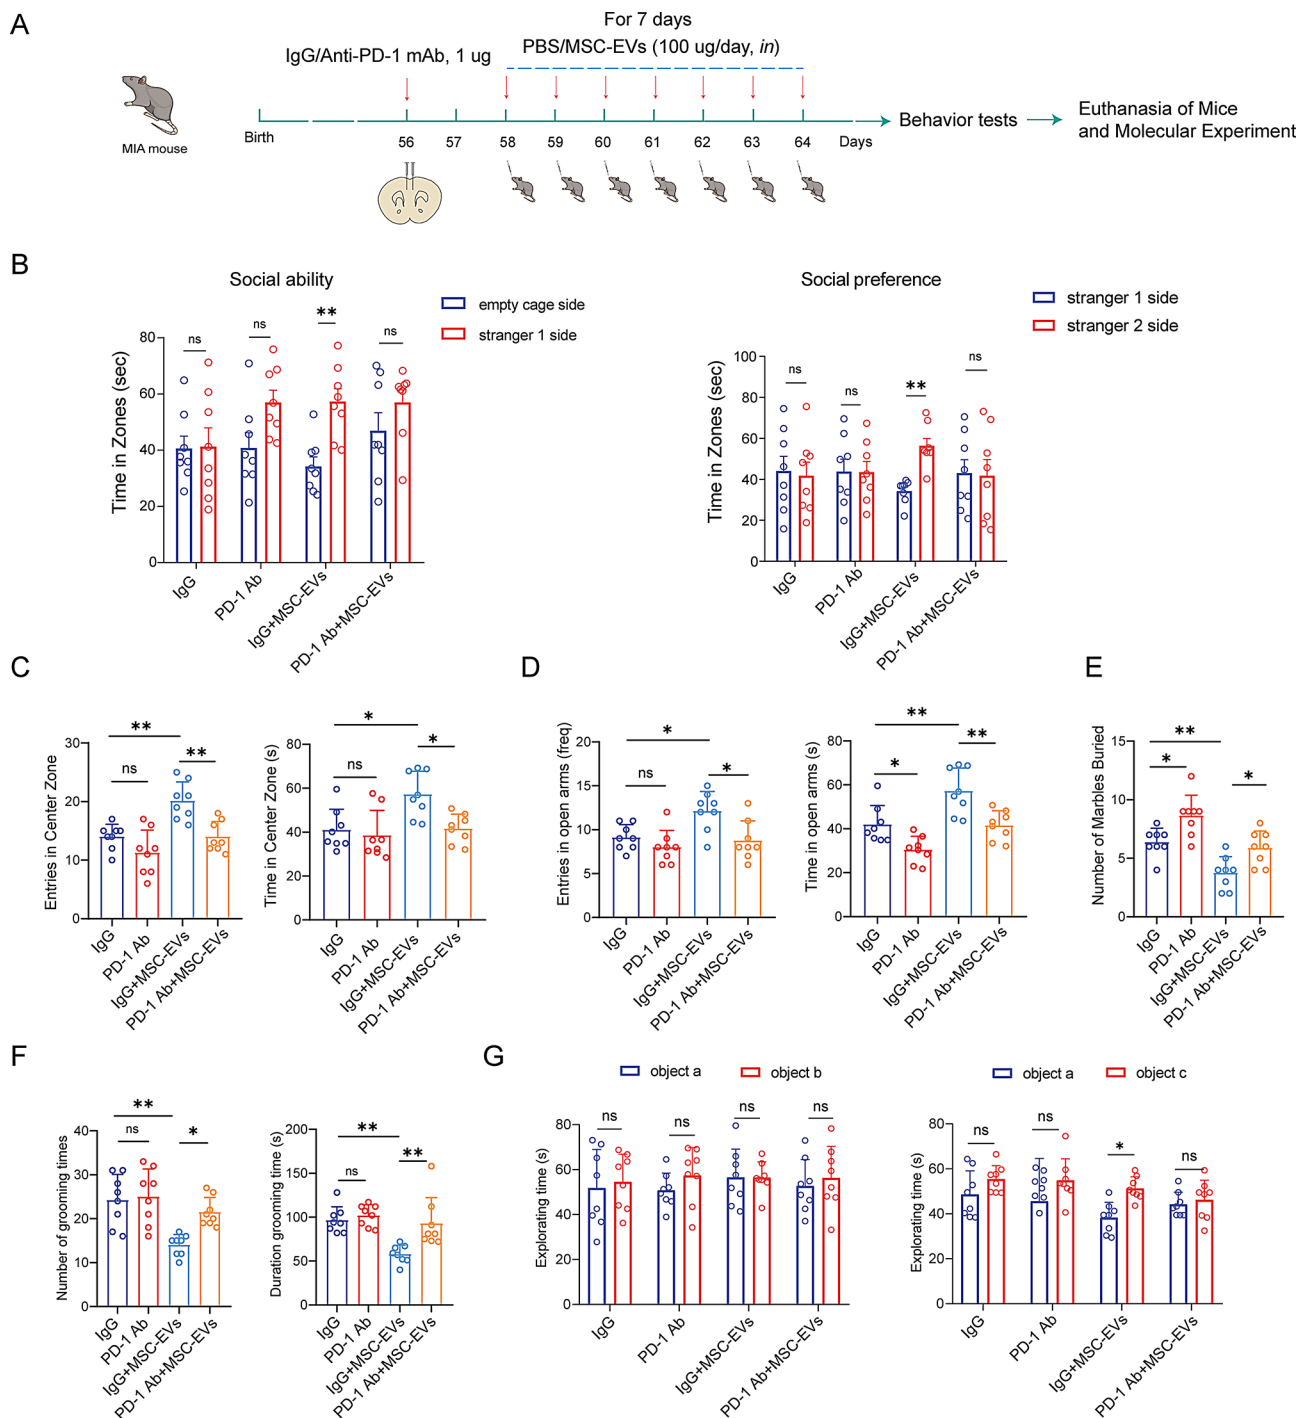 A
For 7 days
IgG/Anti-PD-1 mAb, 1 ug
PBS/MSC-EVs (100 ug/day, in)
MIA mouse
Birth
56
57
58
59
60
61
62
63
64
Days
Behavior tests
Euthanasia of Mice
and Molecular Experiment
B
Social ability
empty cage side
stranger 1 side
Time in Zones (sec)
80
60
40
20
0
ns
ns
**
ns
IgG
PD-1 Ab
IgG+MSC-EVs
PD-1 Ab+MSC-EVs
Social preference
stranger 1 side
stranger 2 side
Time in Zones (sec)
100
80
60
40
20
0
ns
ns
**
ns
IgG
PD-1 Ab
IgG+MSC-EVs
PD-1 Ab+MSC-EVs
C
Entries in Center Zone
30
20
10
0
**
ns
**
IgG
PD-1 Ab
IgG+MSC-EVs
PD-1 Ab+MSC-EVs
Time in Center Zone (s)
80
60
40
20
0
*
ns
*
IgG
PD-1 Ab
IgG+MSC-EVs
PD-1 Ab+MSC-EVs
D
Entries in open arms (freq)
20
15
10
5
0
*
ns
*
IgG
PD-1 Ab
IgG+MSC-EVs
PD-1 Ab+MSC-EVs
Time in open arms (s)
80
60
40
20
0
**
*
**
IgG
PD-1 Ab
IgG+MSC-EVs
PD-1 Ab+MSC-EVs
E
Number of Marbles Buried
15
10
5
0
**
*
*
IgG
PD-1 Ab
IgG+MSC-EVs
PD-1 Ab+MSC-EVs
F
Number of grooming times
40
30
20
10
0
**
ns
*
IgG
PD-1 Ab
IgG+MSC-EVs
PD-1 Ab+MSC-EVs
Duration grooming time (s)
200
150
100
50
0
**
ns
**
IgG
PD-1 Ab
IgG+MSC-EVs
PD-1 Ab+MSC-EVs
G
object a
object b
Explorating time (s)
80
60
40
20
0
ns
ns
ns
ns
IgG
PD-1 Ab
IgG+MSC-EVs
PD-1 Ab+MSC-EVs
object a
object c
Explorating time (s)
80
60
40
20
0
ns
ns
*
ns
IgG
PD-1 Ab
IgG+MSC-EVs
PD-1 Ab+MSC-EVs